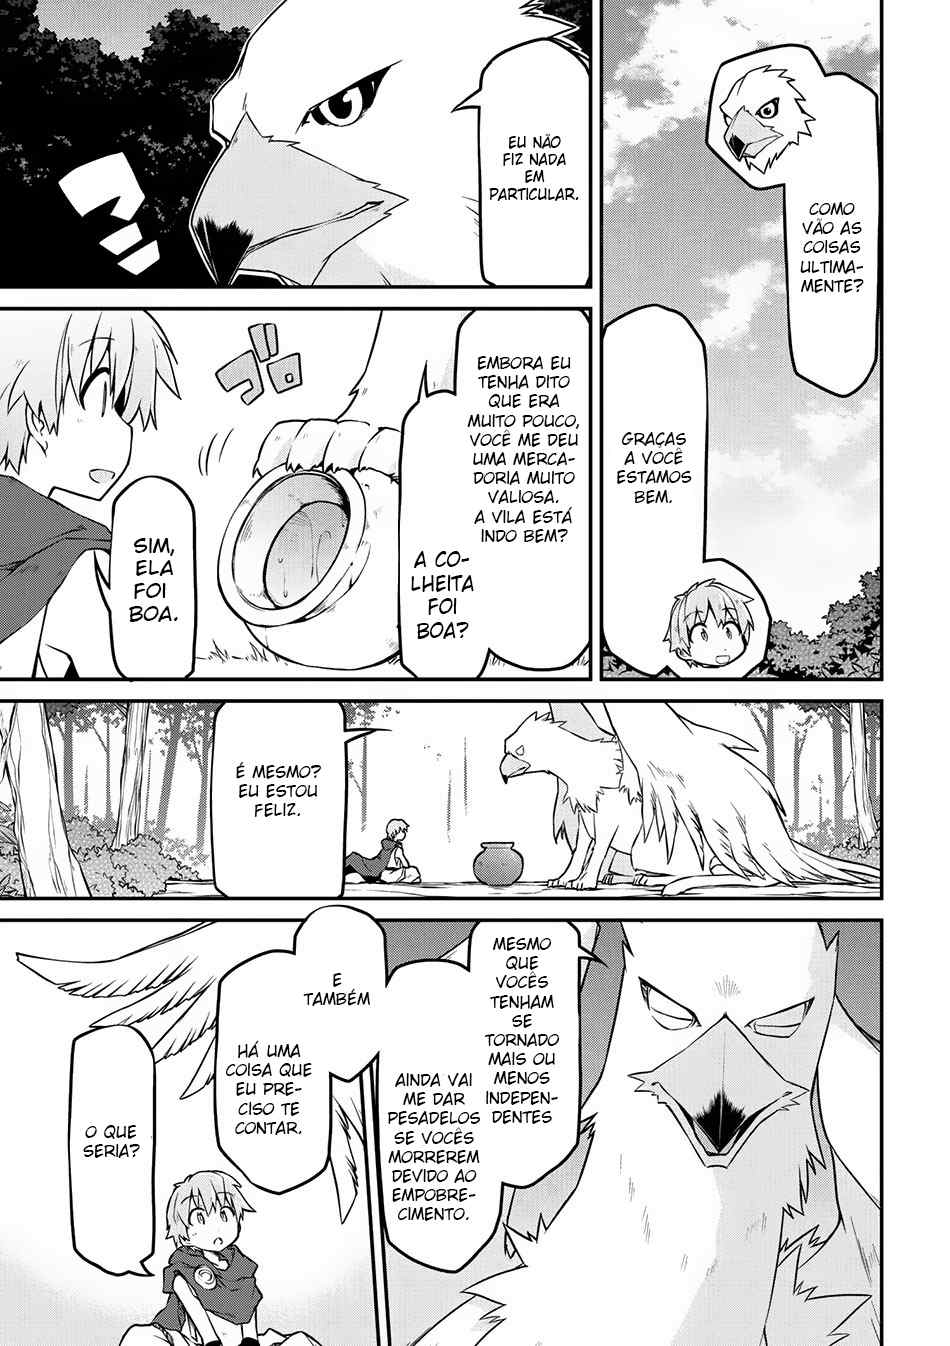 COMO
VÃO AS
COISAS
ULTIMA-
MENTE?
GRAÇAS
A VOCÊ
ESTAMOS
BEM.
EU NÃO
FIZ NADA
EM
PARTICULAR.
EMBORA EU
TENHA DITO
QUE ERA
MUITO POUCO,
VOCÊ ME DEU
UMA MERCA-
DORIA MUITO
VALIOSA.
A VILA ESTÁ
INDO BEM?
A CO-
LHEITA
FOI
BOA?
ゴロ
SIM,
ELA
FOI
BOA.
É MESMO?
EU ESTOU
FELIZ.
MESMO
QUE
VOCÊS
TENHAM
SE
TORNADO
MAIS OU
MENOS
INDEPEN-
DENTES
AINDA VAI
ME DAR
PESADELOS
SE VOCÊS
MORREREM
DEVIDO AO
EMPOBRE-
CIMENTO.
E
TAMBÉM
HÁ UMA
COISA QUE
EU PRE-
CISO TE
CONTAR.
O QUE
SERIA?